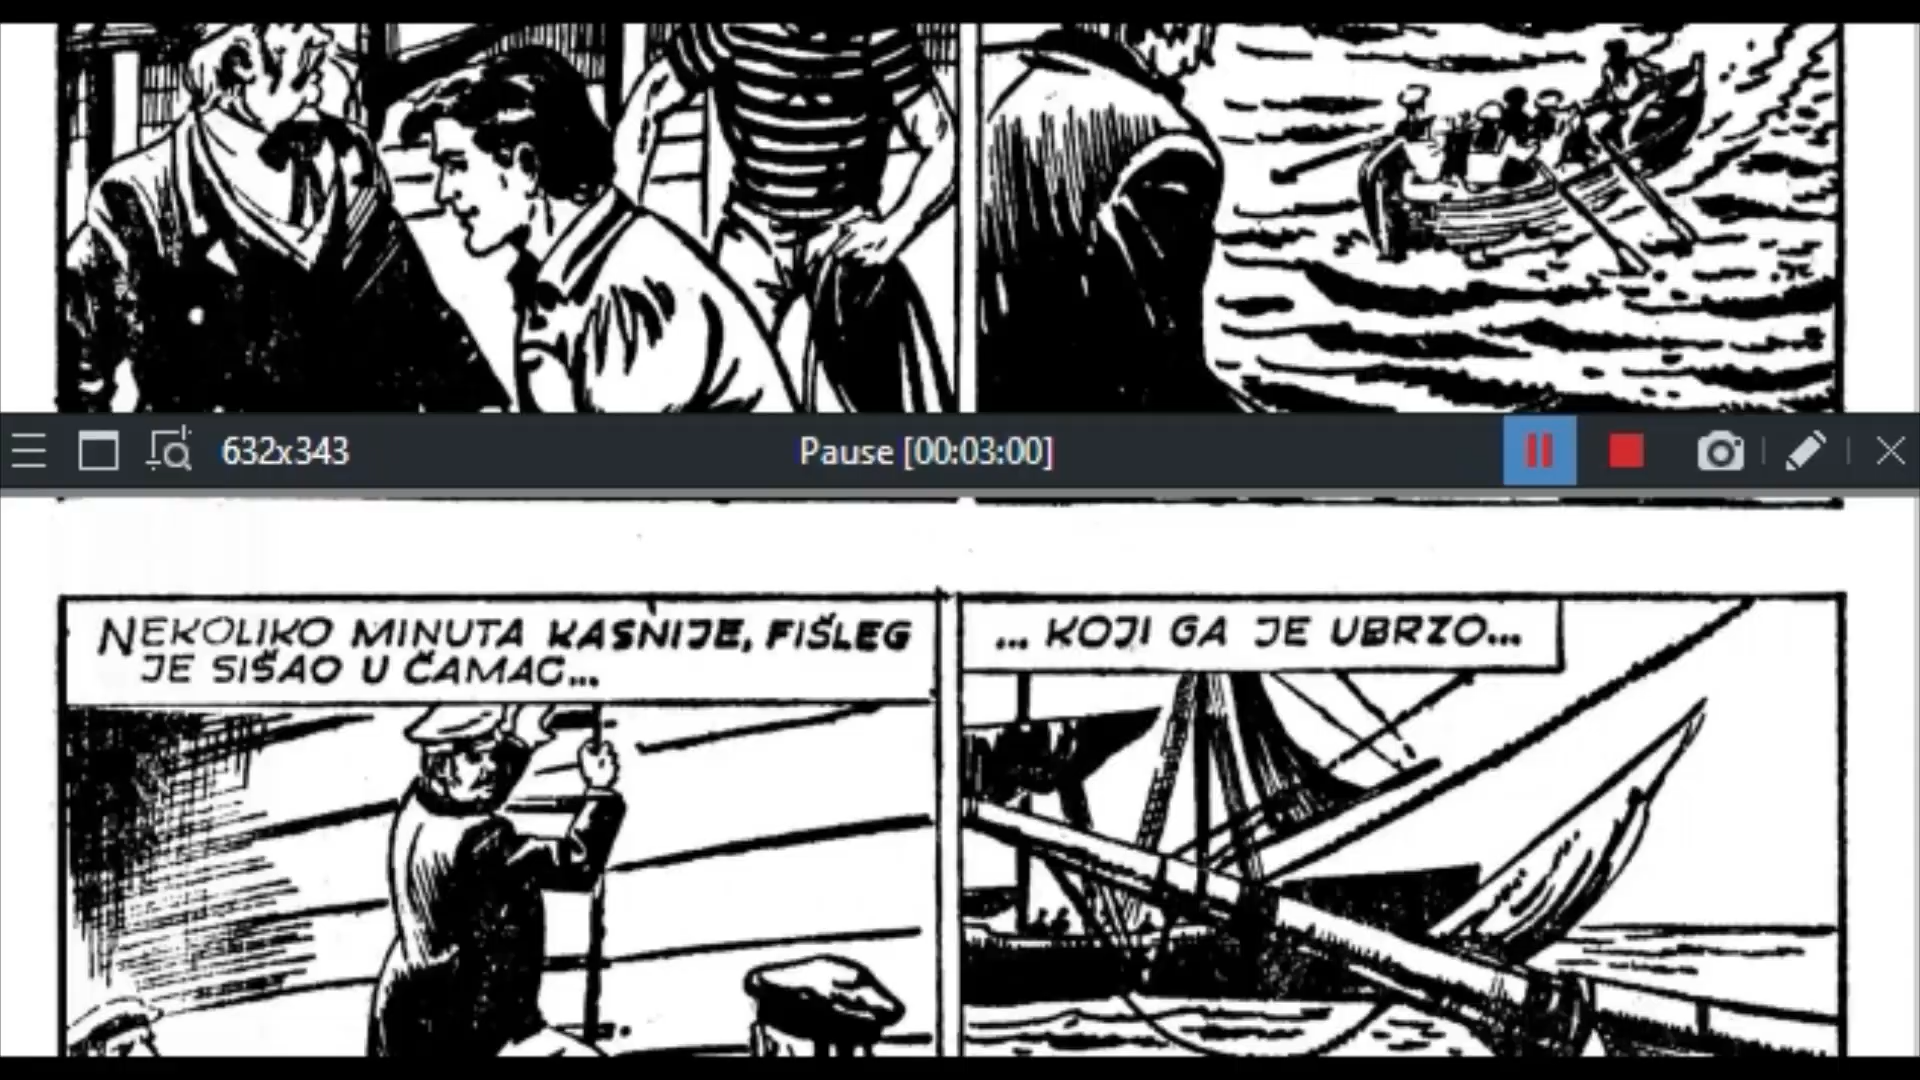 632x343
Pause [00:03:00]
NEKOLIKO MINUTA KASNIJE, FIŠLEG
JE SIŠAO U ČAMAC...
... KOJI GA JE UBRZO...